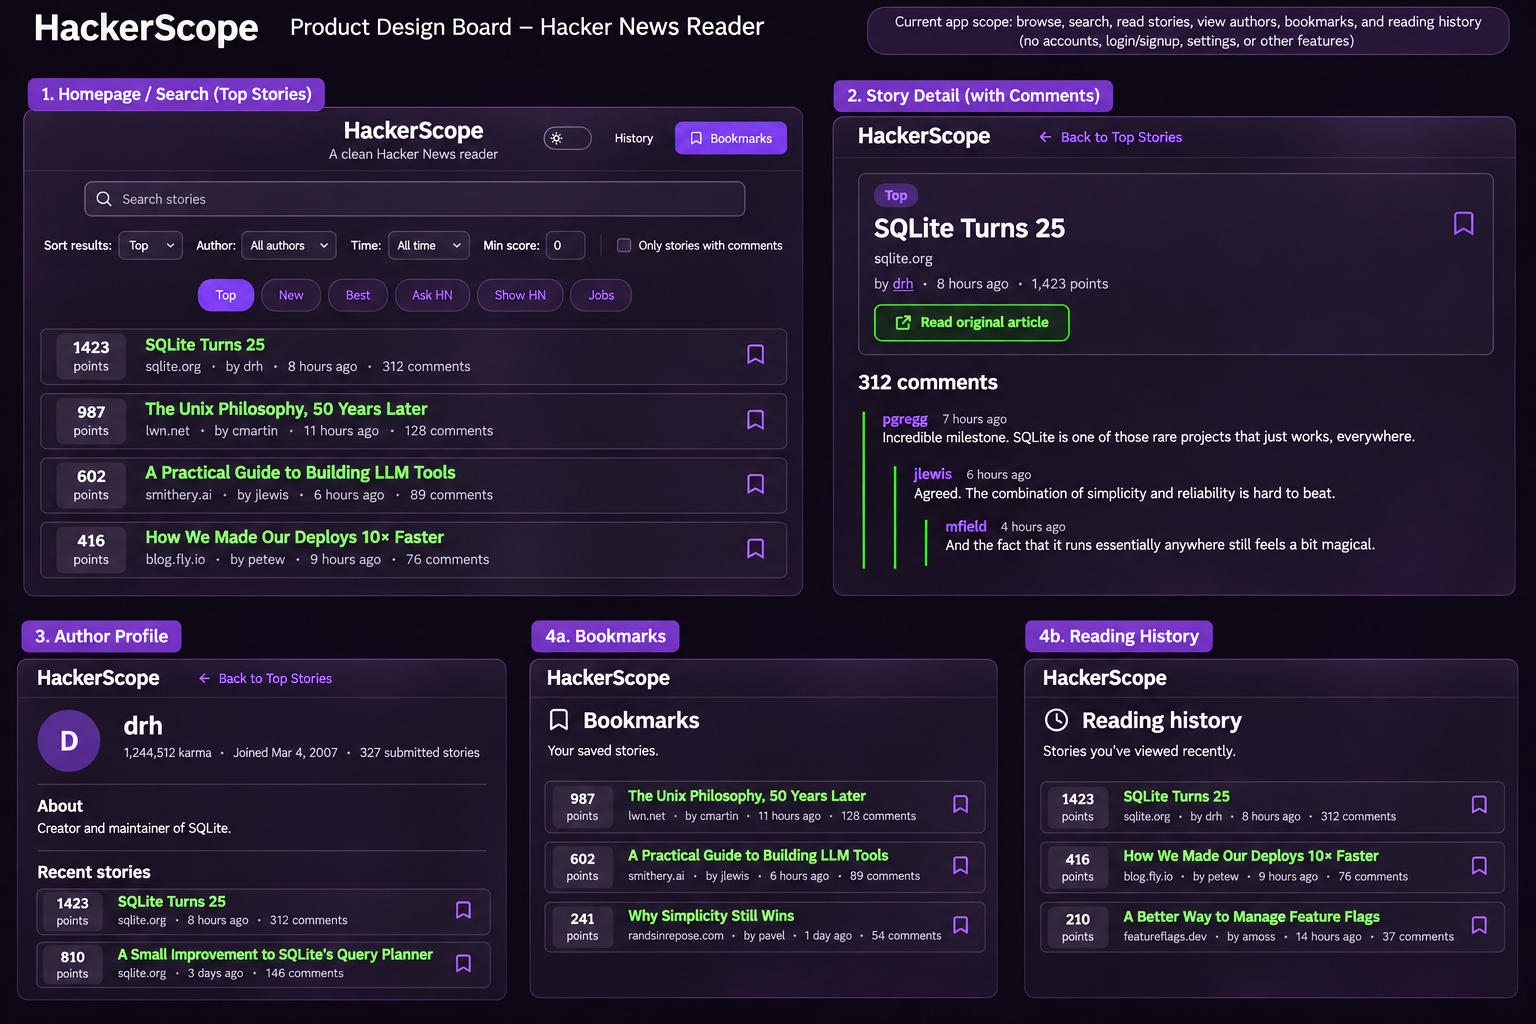 HackerScope Product Design Board – Hacker News Reader
Current app scope: browse, search, read stories, view authors, bookmarks, and reading history
(no accounts, login/signup, settings, or other features)
1. Homepage / Search (Top Stories)
HackerScope
A clean Hacker News reader
History
Bookmarks
Search stories
Sort results: Top Author: All authors Time: All time Min score: 0 Only stories with comments
Top New Best Ask HN Show HN Jobs
1423
points
SQLite Turns 25
sqlite.org • by drh • 8 hours ago • 312 comments
987
points
The Unix Philosophy, 50 Years Later
lwn.net • by cmartin • 11 hours ago • 128 comments
602
points
A Practical Guide to Building LLM Tools
smithery.ai • by jlewis • 6 hours ago • 89 comments
416
points
How We Made Our Deploys 10× Faster
blog.fly.io • by petew • 9 hours ago • 76 comments
2. Story Detail (with Comments)
HackerScope ← Back to Top Stories
Top
SQLite Turns 25
sqlite.org
by drh • 8 hours ago • 1,423 points
Read original article
312 comments
pgregg 7 hours ago
Incredible milestone. SQLite is one of those rare projects that just works, everywhere.
jlewis 6 hours ago
Agreed. The combination of simplicity and reliability is hard to beat.
mfield 4 hours ago
And the fact that it runs essentially anywhere still feels a bit magical.
3. Author Profile
HackerScope ← Back to Top Stories
D
drh
1,244,512 karma • Joined Mar 4, 2007 • 327 submitted stories
About
Creator and maintainer of SQLite.
Recent stories
1423
points
SQLite Turns 25
sqlite.org • 8 hours ago • 312 comments
810
points
A Small Improvement to SQLite's Query Planner
sqlite.org • 3 days ago • 146 comments
4a. Bookmarks
HackerScope
Bookmarks
Your saved stories.
987
points
The Unix Philosophy, 50 Years Later
lwn.net • by cmartin • 11 hours ago • 128 comments
602
points
A Practical Guide to Building LLM Tools
smithery.ai • by jlewis • 6 hours ago • 89 comments
241
points
Why Simplicity Still Wins
randsinrepose.com • by pavel • 1 day ago • 54 comments
4b. Reading History
HackerScope
Reading history
Stories you've viewed recently.
1423
points
SQLite Turns 25
sqlite.org • by drh • 8 hours ago • 312 comments
416
points
How We Made Our Deploys 10× Faster
blog.fly.io • by petew • 9 hours ago • 76 comments
210
points
A Better Way to Manage Feature Flags
featureflags.dev • by amoss • 14 hours ago • 37 comments